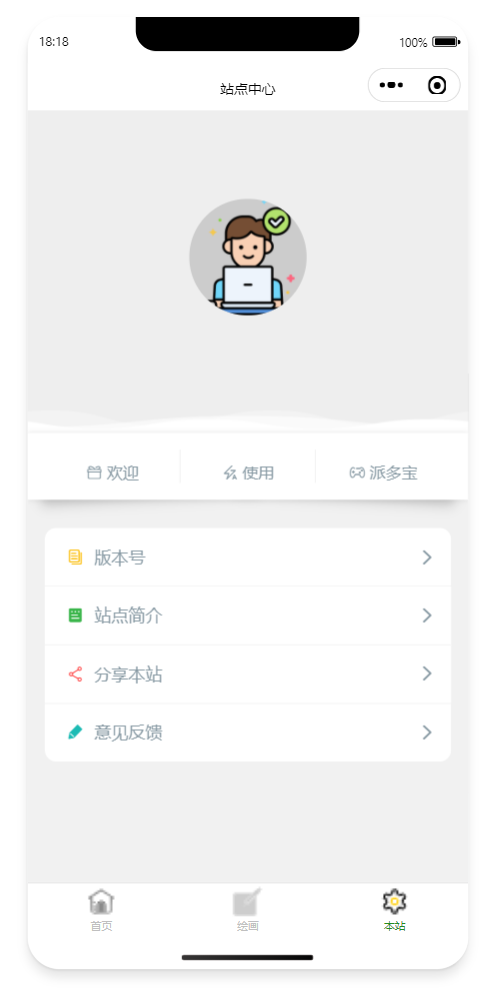 18:18 100%
站点中心
欢迎 使用 派多宝
版本号
站点简介
分享本站
意见反馈
首页 绘画 本站